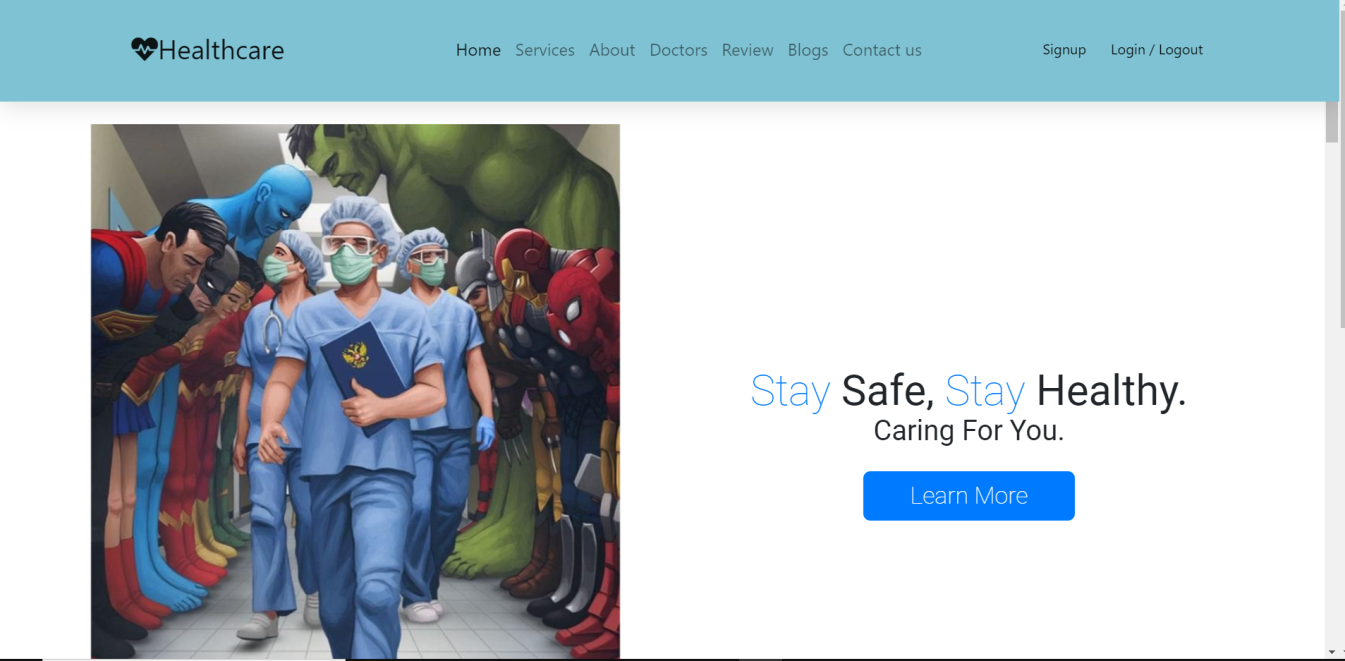 Healthcare
Home Services About Doctors Review Blogs Contact us
Signup Login / Logout
Stay Safe, Stay Healthy.
Caring For You.
Learn More